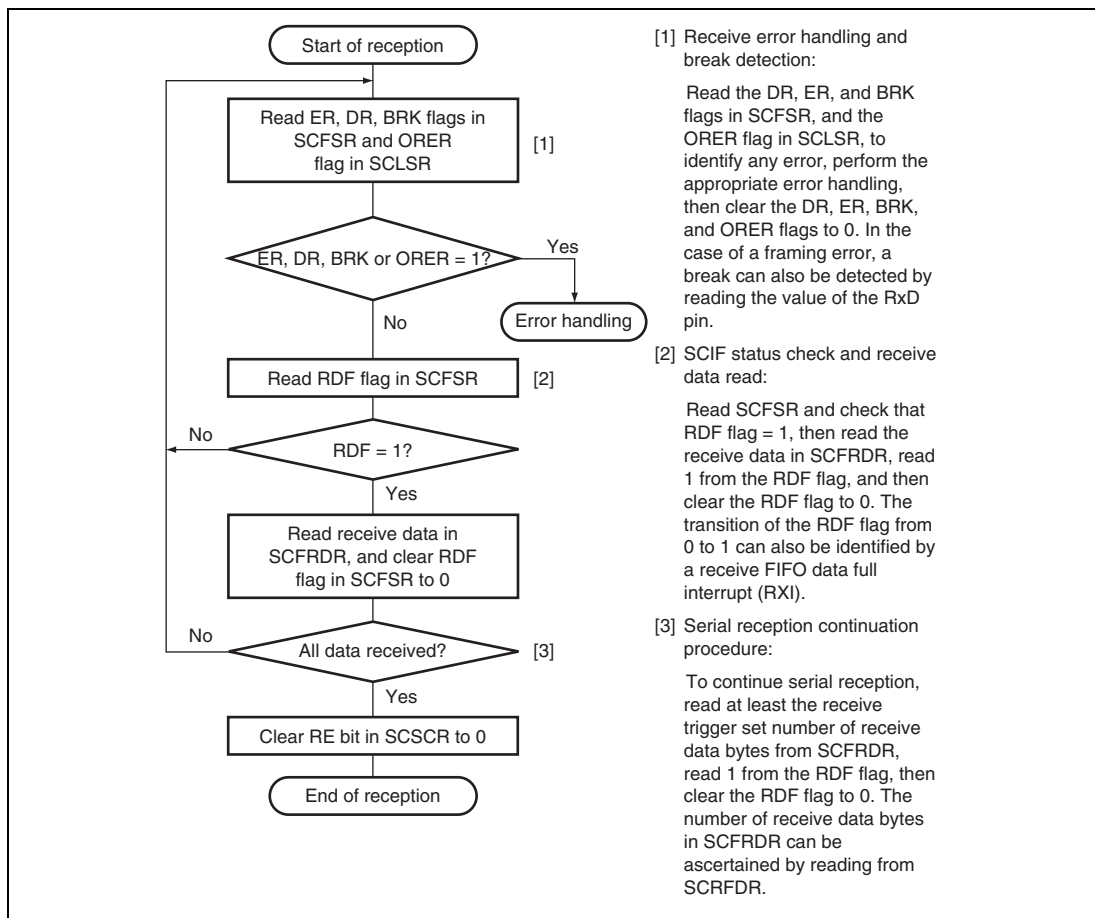 Start of reception
Read ER, DR, BRK flags in
SCFSR and ORER
flag in SCLSR
[1]
ER, DR, BRK or ORER = 1?
Yes
Error handling
No
Read RDF flag in SCFSR
[2]
No
RDF = 1?
Yes
Read receive data in
SCFRDR, and clear RDF
flag in SCFSR to 0
No
All data received?
[3]
Yes
Clear RE bit in SCSCR to 0
End of reception
[1] Receive error handling and
break detection:
Read the DR, ER, and BRK
flags in SCFSR, and the
ORER flag in SCLSR, to
identify any error, perform the
appropriate error handling,
then clear the DR, ER, BRK,
and ORER flags to 0. In the
case of a framing error, a
break can also be detected by
reading the value of the RxD
pin.
[2] SCIF status check and receive
data read:
Read SCFSR and check that
RDF flag = 1, then read the
receive data in SCFRDR, read
1 from the RDF flag, and then
clear the RDF flag to 0. The
transition of the RDF flag from
0 to 1 can also be identified by
a receive FIFO data full
interrupt (RXI).
[3] Serial reception continuation
procedure:
To continue serial reception,
read at least the receive
trigger set number of receive
data bytes from SCFRDR,
read 1 from the RDF flag, then
clear the RDF flag to 0. The
number of receive data bytes
in SCFRDR can be
ascertained by reading from
SCRFDR.